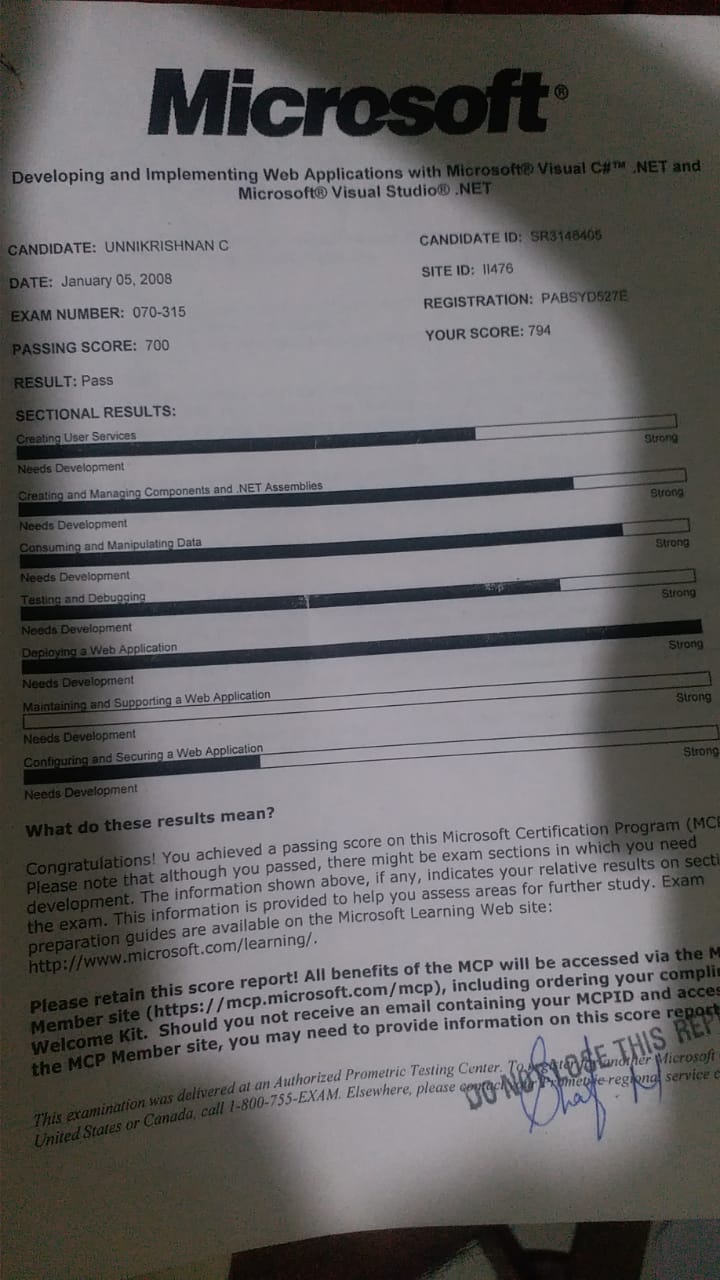 Microsoft®
Developing and Implementing Web Applications with Microsoft® Visual C#™ .NET and
Microsoft® Visual Studio® .NET
CANDIDATE: UNNIKRISHNAN C
CANDIDATE ID: SR3148405
DATE: January 05, 2008
SITE ID: II476
EXAM NUMBER: 070-315
REGISTRATION: PABSYD527E
PASSING SCORE: 700
YOUR SCORE: 794
RESULT: Pass
SECTIONAL RESULTS:
Creating User Services
Needs Development Strong
Creating and Managing Components and .NET Assemblies
Needs Development Strong
Consuming and Manipulating Data
Needs Development Strong
Testing and Debugging
Needs Development Strong
Deploying a Web Application
Needs Development Strong
Maintaining and Supporting a Web Application
Needs Development Strong
Configuring and Securing a Web Application
Needs Development Strong
What do these results mean?
Congratulations! You achieved a passing score on this Microsoft Certification Program (MC
Please note that although you passed, there might be exam sections in which you need
development. The information shown above, if any, indicates your relative results on secti
the exam. This information is provided to help you assess areas for further study. Exam
preparation guides are available on the Microsoft Learning Web site:
http://www.microsoft.com/learning/.
Please retain this score report! All benefits of the MCP will be accessed via the M
Member site (https://mcp.microsoft.com/mcp), including ordering your compli
Welcome Kit. Should you not receive an email containing your MCPID and acces
the MCP Member site, you may need to provide information on this score report
DO NOT LOSE THIS REP
This examination was delivered at an Authorized Prometric Testing Center. To register for another Microsoft
United States or Canada, call 1-800-755-EXAM. Elsewhere, please contact your Prometric regional service c